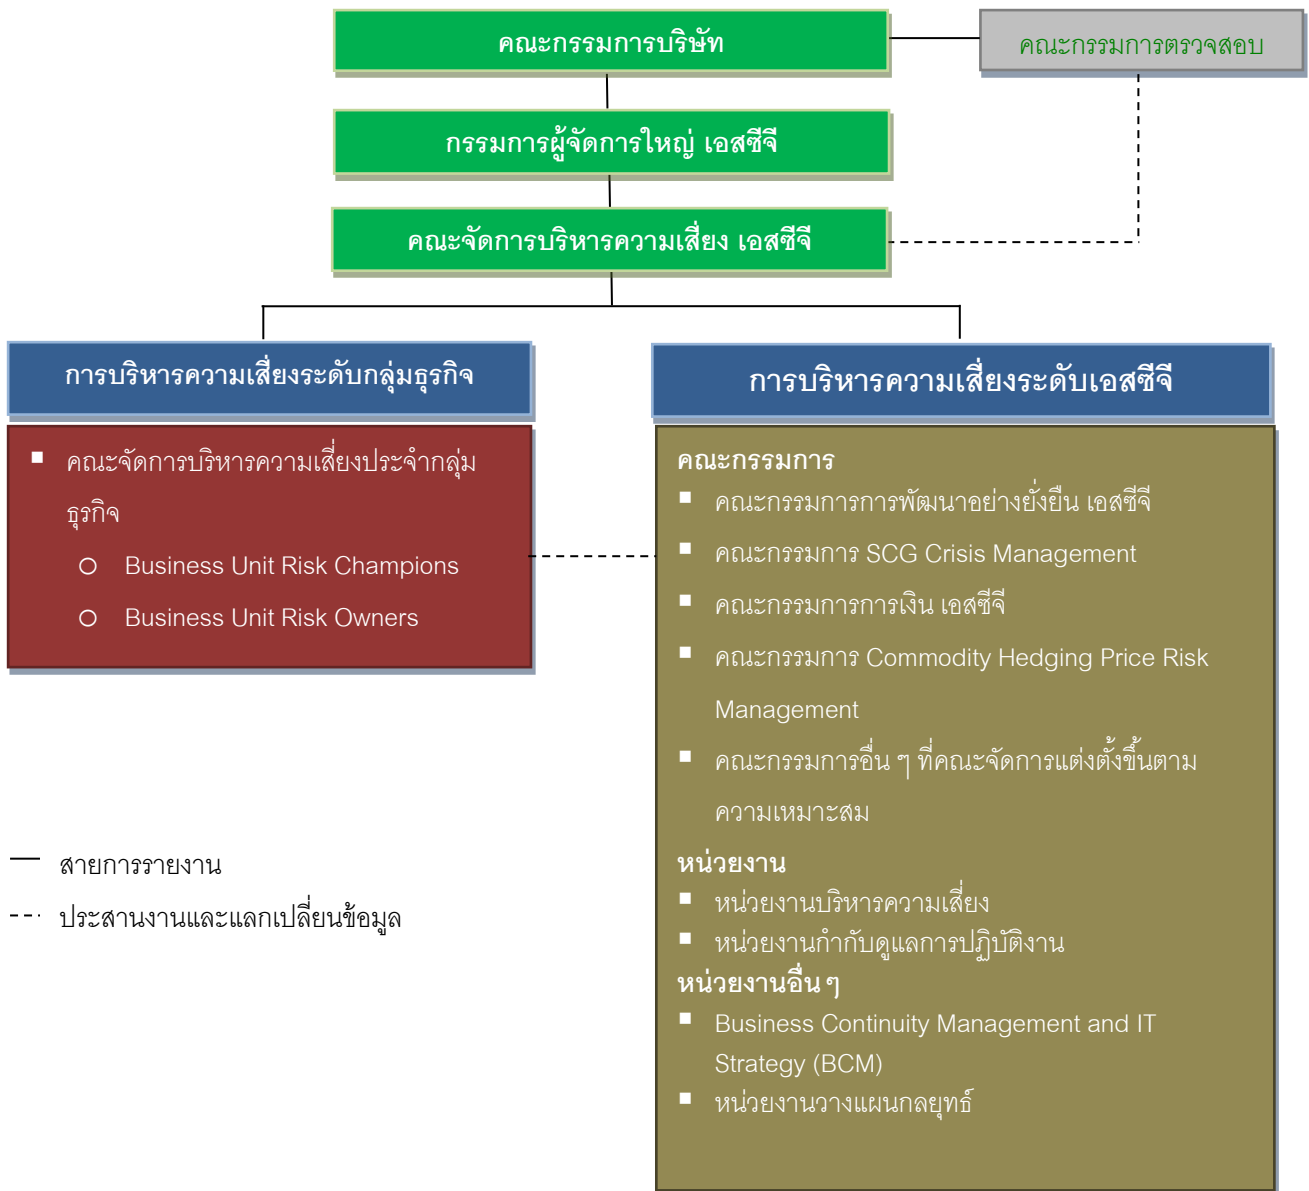 คณะกรรมการบริษัท
คณะกรรมการตรวจสอบ
กรรมการผู้จัดการใหญ่ เอสซีจี
คณะจัดการบริหารความเสี่ยง เอสซีจี
การบริหารความเสี่ยงระดับกลุ่มธุรกิจ
คณะจัดการบริหารความเสี่ยงประจำกลุ่ม
ธุรกิจ
Business Unit Risk Champions
Business Unit Risk Owners
การบริหารความเสี่ยงระดับเอสซีจี
คณะกรรมการ
คณะกรรมการการพัฒนาอย่างยั่งยืน เอสซีจี
คณะกรรมการ SCG Crisis Management
คณะกรรมการการเงิน เอสซีจี
คณะกรรมการ Commodity Hedging Price Risk
Management
คณะกรรมการอื่น ๆ ที่คณะจัดการแต่งตั้งขึ้นตาม
ความเหมาะสม
หน่วยงาน
หน่วยงานบริหารความเสี่ยง
หน่วยงานกำกับดูแลการปฏิบัติงาน
หน่วยงานอื่น ๆ
Business Continuity Management and IT
Strategy (BCM)
หน่วยงานวางแผนกลยุทธ์
สายการรายงาน
ประสานงานและแลกเปลี่ยนข้อมูล